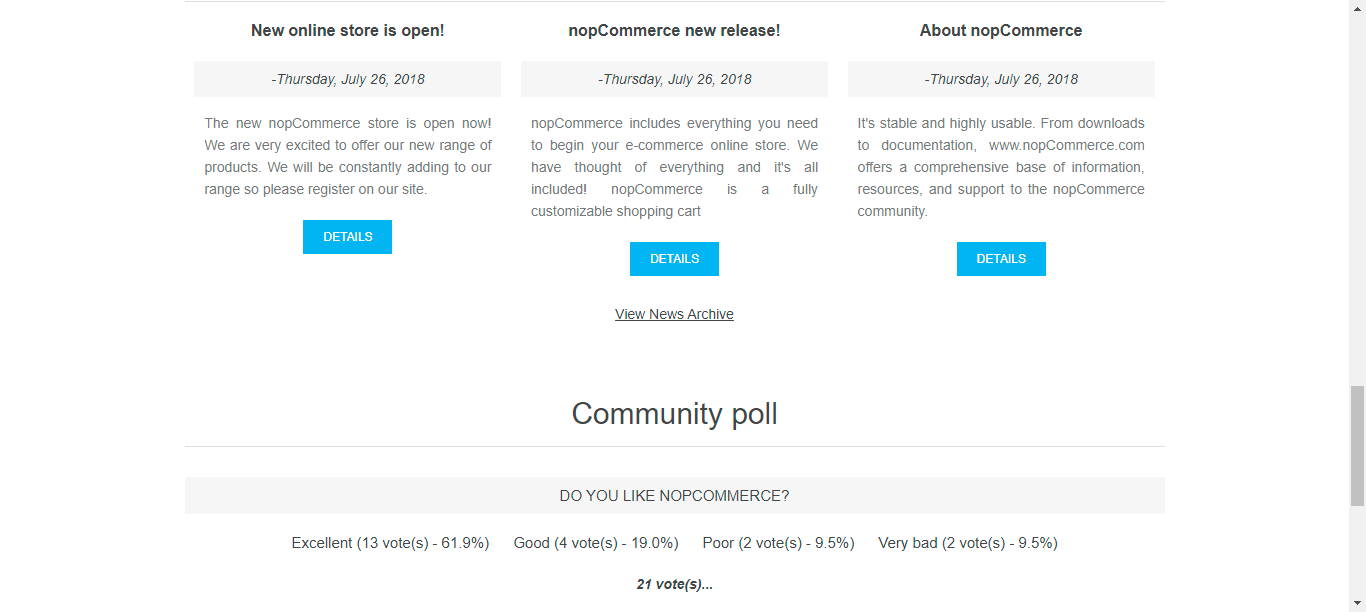 New online store is open!
-Thursday, July 26, 2018
The new nopCommerce store is open now!
We are very excited to offer our new range of
products. We will be constantly adding to our
range so please register on our site.
DETAILS
nopCommerce new release!
-Thursday, July 26, 2018
nopCommerce includes everything you need
to begin your e-commerce online store. We
have thought of everything and it's all
included! nopCommerce is a fully
customizable shopping cart
DETAILS
About nopCommerce
-Thursday, July 26, 2018
It's stable and highly usable. From downloads
to documentation, www.nopCommerce.com
offers a comprehensive base of information,
resources, and support to the nopCommerce
community.
DETAILS
View News Archive
Community poll
DO YOU LIKE NOPCOMMERCE?
Excellent (13 vote(s) - 61.9%) Good (4 vote(s) - 19.0%) Poor (2 vote(s) - 9.5%) Very bad (2 vote(s) - 9.5%)
21 vote(s)...